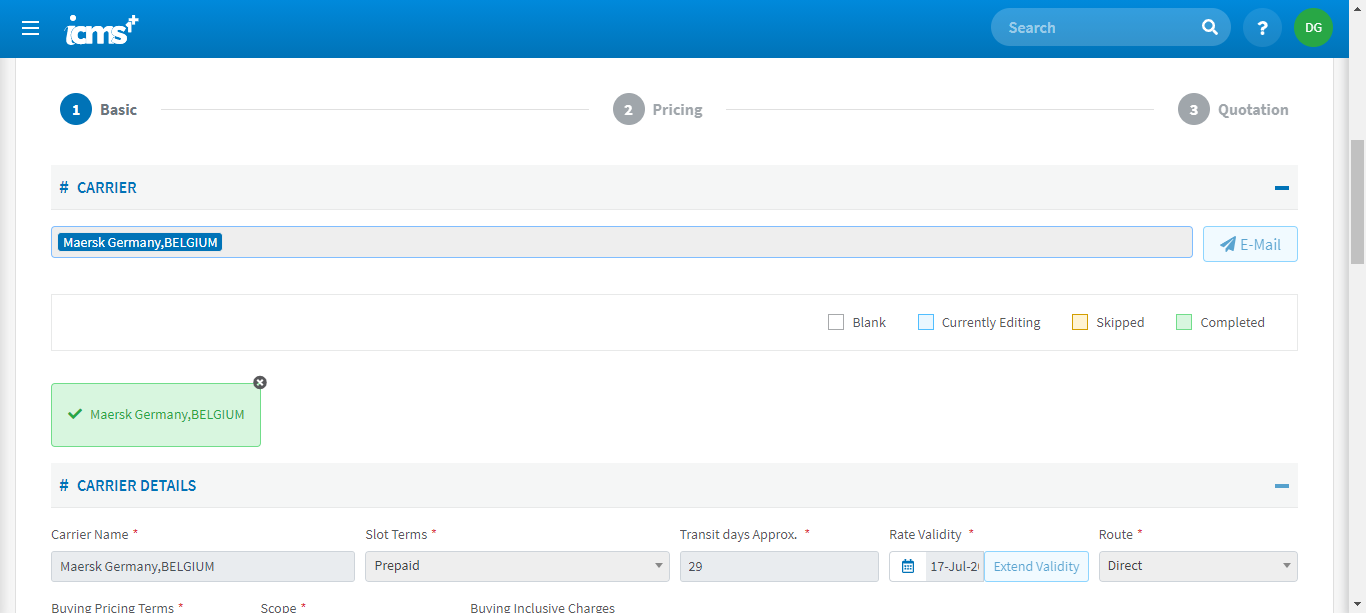 icms+
Search
?
DG
1 Basic
2 Pricing
3 Quotation
# CARRIER
Maersk Germany,BELGIUM
E-Mail
Blank
Currently Editing
Skipped
Completed
Maersk Germany,BELGIUM
# CARRIER DETAILS
Carrier Name * Slot Terms * Transit days Approx. * Rate Validity * Route *
Maersk Germany,BELGIUM Prepaid 29 17-Jul-2 Extend Validity Direct
Buying Pricing Terms * Scope * Buying Inclusive Charges